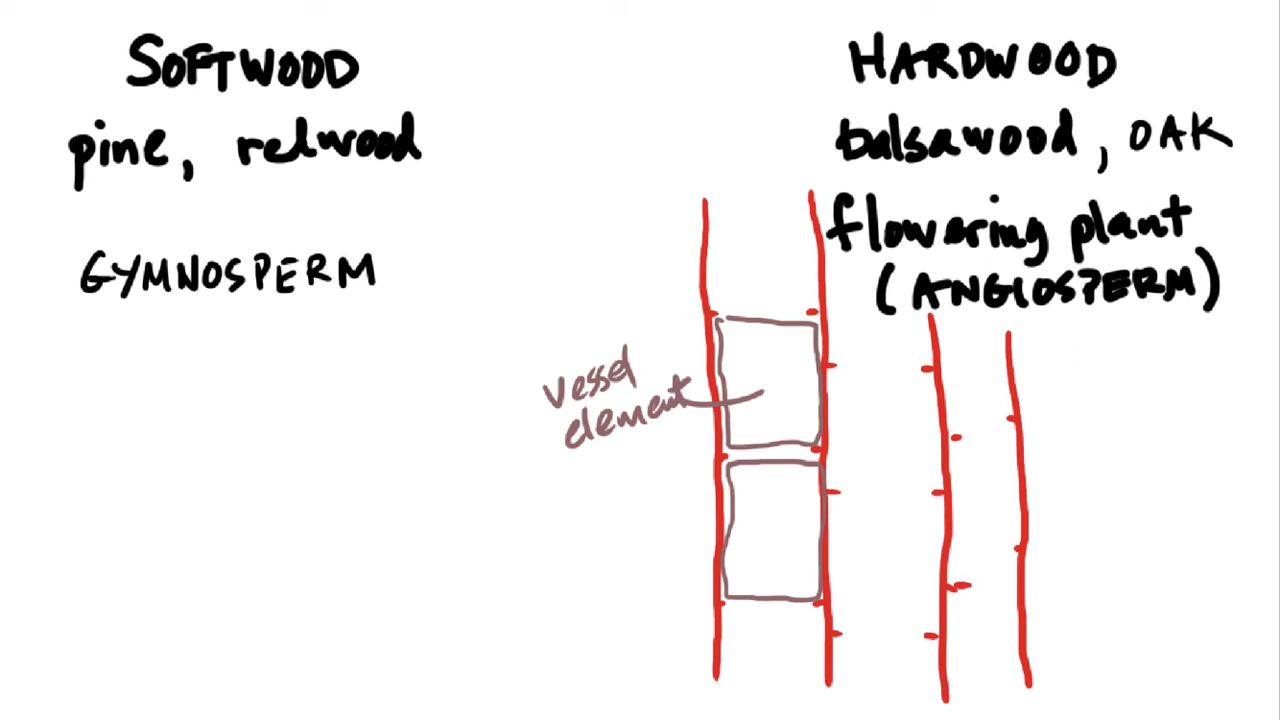 SOFTWOOD
pine, redwood
GYMNOSPERM
HARDWOOD
balsawood, OAK
flowering plant
(ANGIOSPERM)
vessel
element